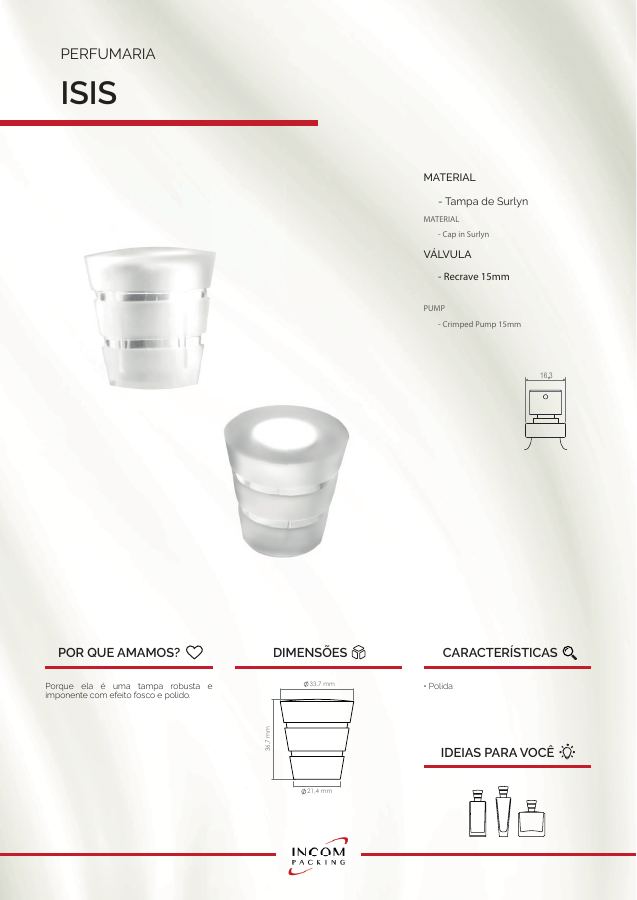 PERFUMARIA
ISIS
MATERIAL
- Tampa de Surlyn
MATERIAL
- Cap in Surlyn
VÁLVULA
- Recrave 15mm
PUMP
- Crimped Pump 15mm
16,3
POR QUE AMAMOS?
Porque ela é uma tampa robusta e
imponente com efeito fosco e polido.
DIMENSÕES
Ø33,7 mm
36,7 mm
Ø21,4 mm
CARACTERÍSTICAS
• Polida
IDEIAS PARA VOCÊ
INCOM
PACKING